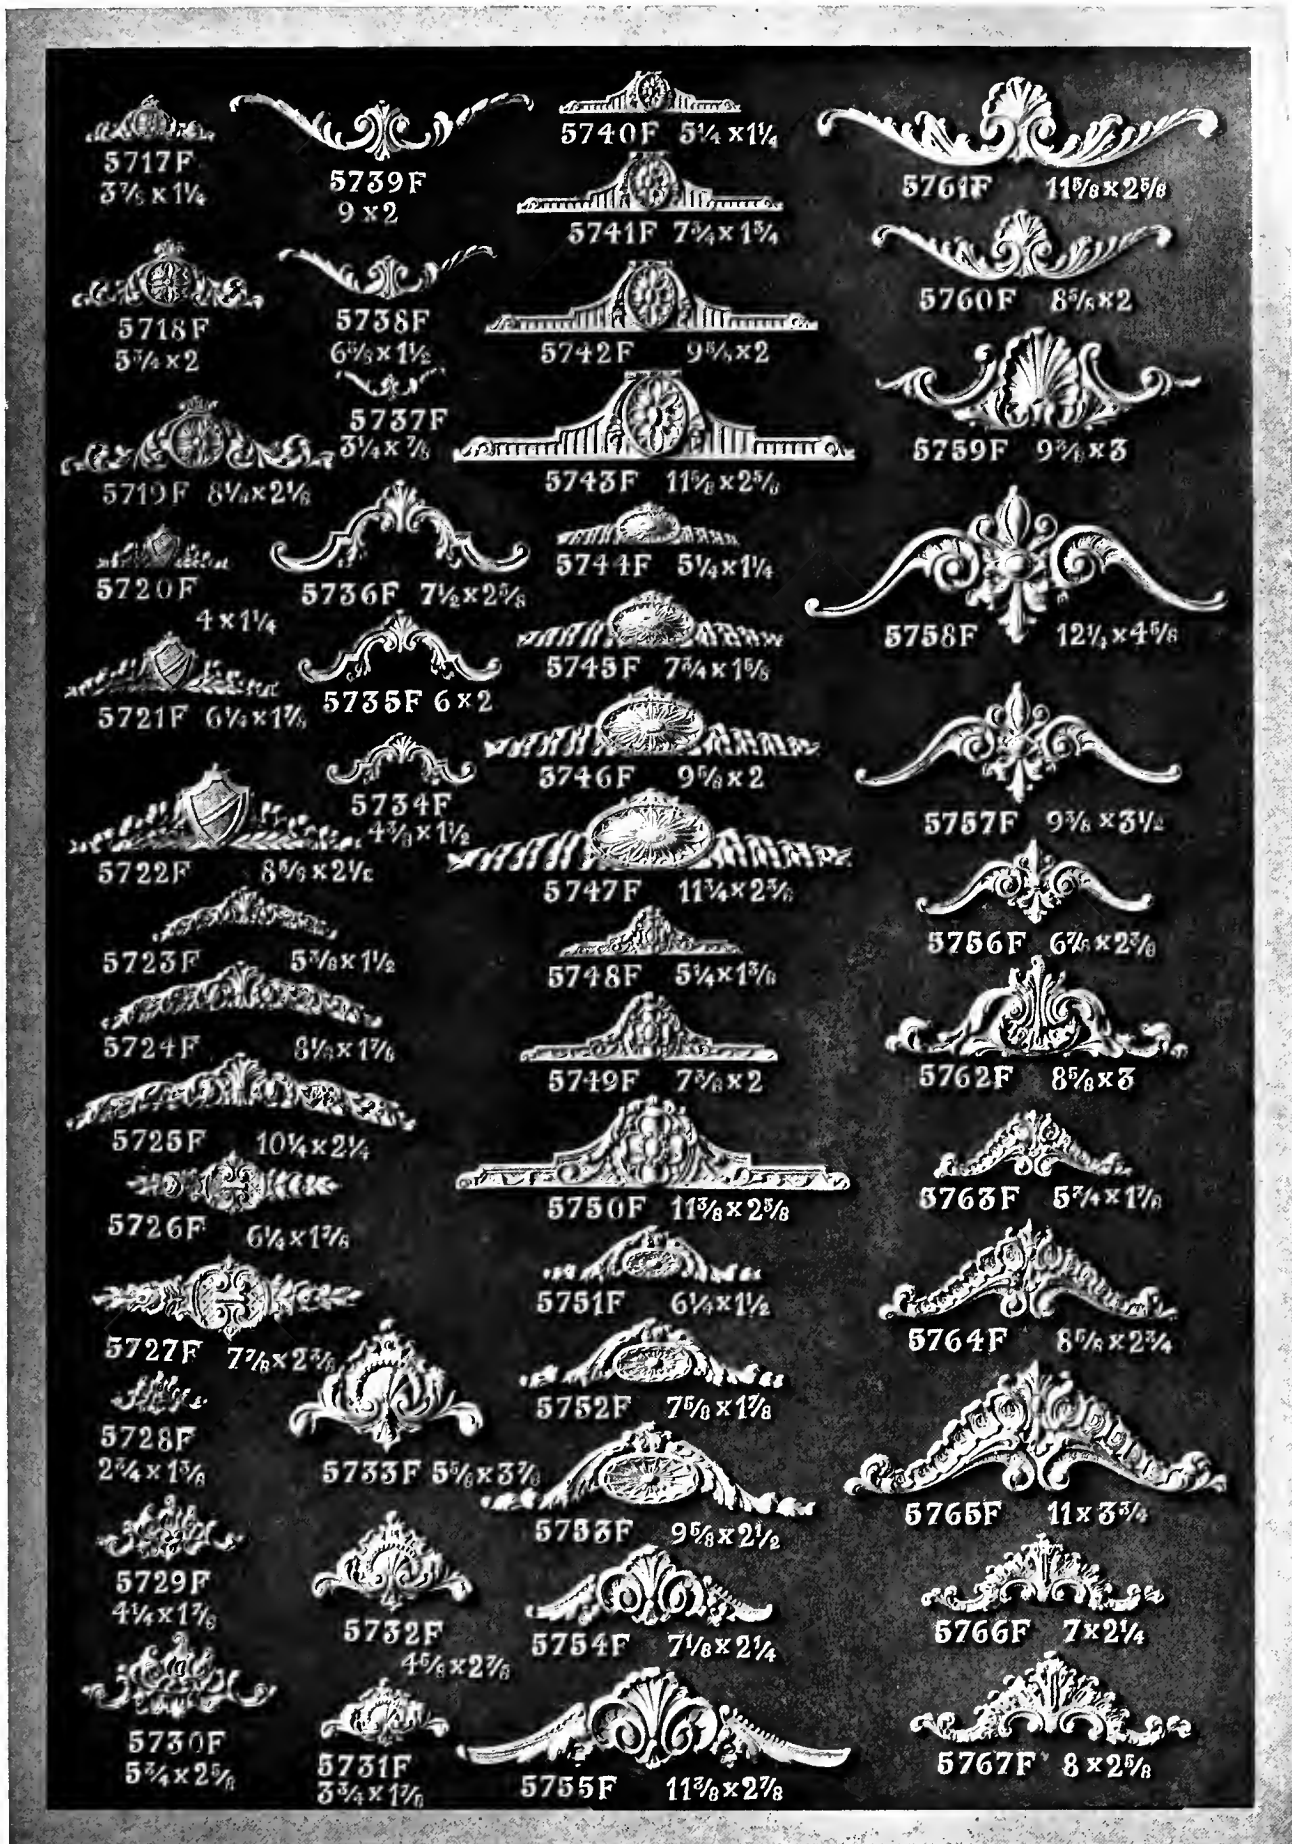 5717F
3⅞ x 1¼
5718F
5¾ x 2
5719F 8⅛ x 2⅛
5720F
4 x 1¼
5721F 6¼ x 1⅞
5722F 8⅝ x 2½
5723F 5⅜ x 1½
5724F 8⅛ x 1⅞
5725F 10¼ x 2¼
5726F 6¼ x 1⅞
5727F 7⅞ x 2⅜
5728F
2¾ x 1⅜
5729F
4¼ x 1⅞
5730F
5¾ x 2⅝
5739F
9 x 2
5738F
6⅝ x 1½
5737F
3¼ x ⅞
5736F 7½ x 2⅝
5735F 6 x 2
5734F
4⅜ x 1½
5733F 5⅝ x 3⅞
5732F
4⅝ x 2⅞
5731F
3¾ x 1⅞
5740F 5¼ x 1¼
5741F 7¾ x 1¾
5742F 9⅝ x 2
5743F 11⅝ x 2⅝
5744F 5¼ x 1¼
5745F 7¾ x 1⅝
5746F 9⅝ x 2
5747F 11¾ x 2⅜
5748F 5¼ x 1⅜
5749F 7⅜ x 2
5750F 11⅜ x 2⅝
5751F 6¼ x 1½
5752F 7⅝ x 1⅞
5753F 9⅝ x 2½
5754F 7⅛ x 2¼
5755F 11⅜ x 2⅞
5761F 11⅝ x 2⅝
5760F 8⅝ x 2
5759F 9⅜ x 3
5758F 12¼ x 4⅝
5757F 9⅜ x 3½
5756F 6⅞ x 2⅜
5762F 8⅝ x 3
5763F 5¾ x 1⅞
5764F 8⅝ x 2¾
5765F 11 x 3¾
5766F 7 x 2¼
5767F 8 x 2⅝